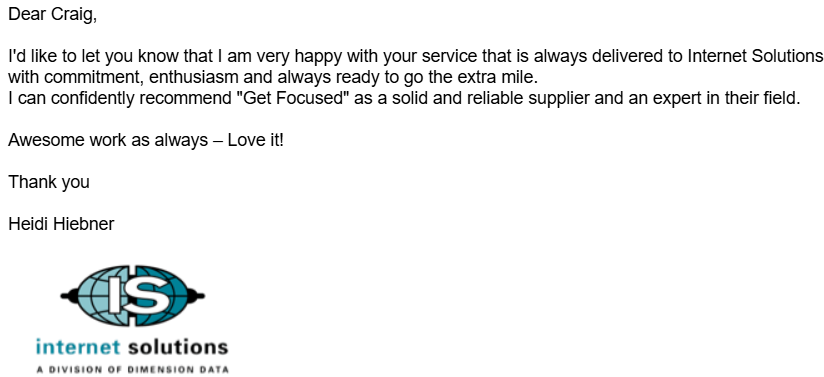 Dear Craig,
I'd like to let you know that I am very happy with your service that is always delivered to Internet Solutions
with commitment, enthusiasm and always ready to go the extra mile.
I can confidently recommend "Get Focused" as a solid and reliable supplier and an expert in their field.
Awesome work as always – Love it!
Thank you
Heidi Hiebner
IS
internet solutions
A DIVISION OF DIMENSION DATA